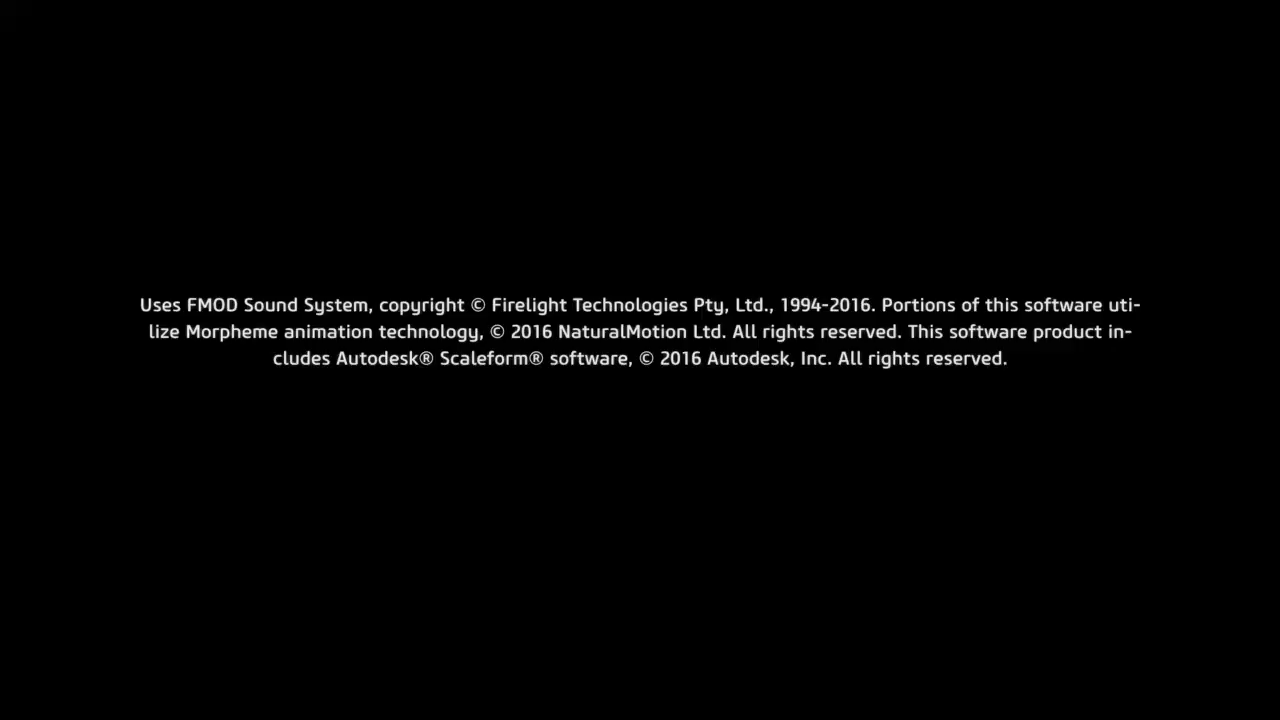 Uses FMOD Sound System, copyright © Firelight Technologies Pty, Ltd., 1994-2016. Portions of this software uti-
lize Morpheme animation technology, © 2016 NaturalMotion Ltd. All rights reserved. This software product in-
cludes Autodesk® Scaleform® software, © 2016 Autodesk, Inc. All rights reserved.